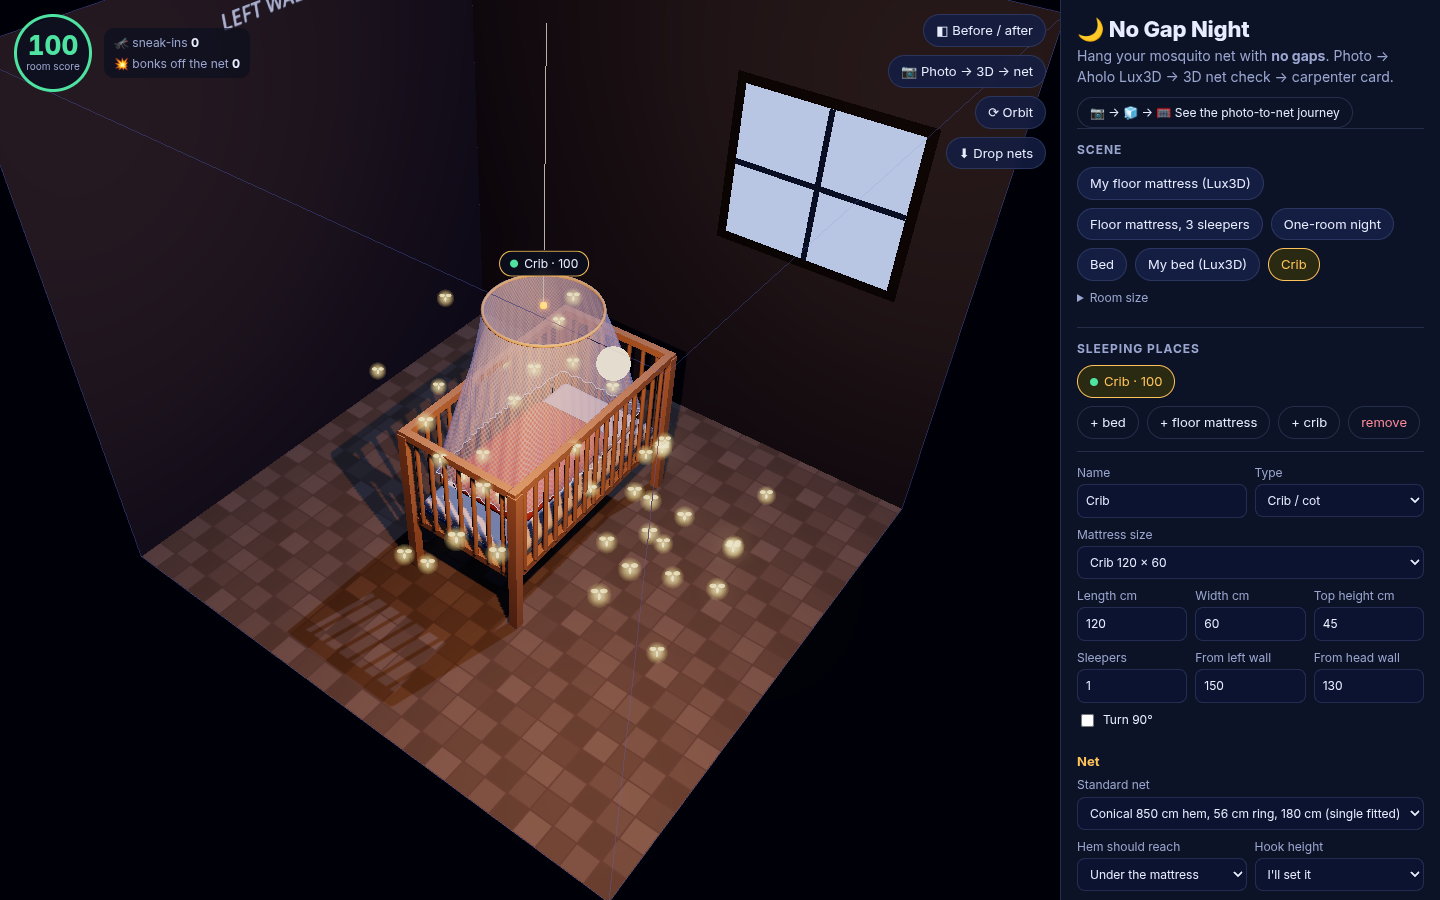 LEFT WAL
100
room score
🦟 sneak-ins 0
💥 bonks off the net 0
◧ Before / after
📷 Photo → 3D → net
⟳ Orbit
⬇ Drop nets
Crib · 100
🌙 No Gap Night
Hang your mosquito net with no gaps. Photo →
Aholo Lux3D → 3D net check → carpenter card.
📷 → 🧊 → 🥅 See the photo-to-net journey
SCENE
My floor mattress (Lux3D)
Floor mattress, 3 sleepers
One-room night
Bed
My bed (Lux3D)
Crib
▶ Room size
SLEEPING PLACES
Crib · 100
+ bed
+ floor mattress
+ crib
remove
Name
Type
Crib
Crib / cot
Mattress size
Crib 120 × 60
Length cm
Width cm
Top height cm
120
60
45
Sleepers
From left wall
From head wall
1
150
130
Turn 90°
Net
Standard net
Conical 850 cm hem, 56 cm ring, 180 cm (single fitted)
Hem should reach
Hook height
Under the mattress
I'll set it